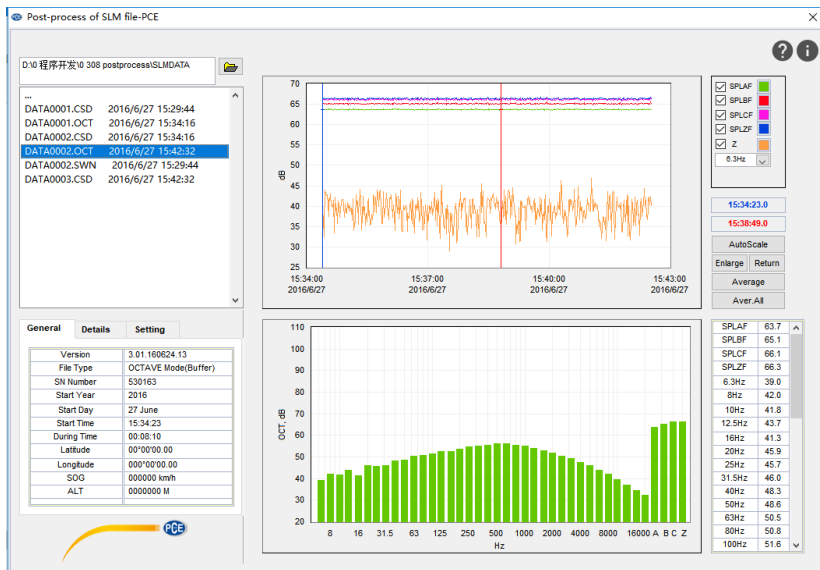 Post-process of SLM file-PCE
D:\0 程序开发\0 308 postprocess\SLMDATA
...
DATA0001.CSD 2016/6/27 15:29:44
DATA0001.OCT 2016/6/27 15:34:16
DATA0002.CSD 2016/6/27 15:34:16
DATA0002.OCT 2016/6/27 15:42:32
DATA0002.SWN 2016/6/27 15:29:44
DATA0003.CSD 2016/6/27 15:42:32
General Details Setting
Version 3.01.160624.13
File Type OCTAVE Mode(Buffer)
SN Number 530163
Start Year 2016
Start Day 27 June
Start Time 15:34:23
During Time 00:08:10
Latitude 00°00'00.00
Longitude 000°00'00.00
SOG 000000 km/h
ALT 0000000 M
PCE
70
65
60
55
50
45
40
35
30
25
dB
15:34:00 15:37:00 15:40:00 15:43:00
2016/6/27 2016/6/27 2016/6/27 2016/6/27
110
100
90
80
70
60
50
40
30
20
OCT, dB
8 16 31.5 63 125 250 500 1000 2000 4000 8000 16000 A B C Z
Hz
? i
SPLAF
SPLBF
SPLCF
SPLZF
Z
6.3Hz
15:34:23.0
15:38:49.0
AutoScale
Enlarge Return
Average
Aver.All
SPLAF 63.7
SPLBF 65.1
SPLCF 66.1
SPLZF 66.3
6.3Hz 39.0
8Hz 42.0
10Hz 41.8
12.5Hz 43.7
16Hz 41.3
20Hz 45.9
25Hz 45.7
31.5Hz 46.0
40Hz 48.3
50Hz 48.6
63Hz 50.5
80Hz 50.8
100Hz 51.6